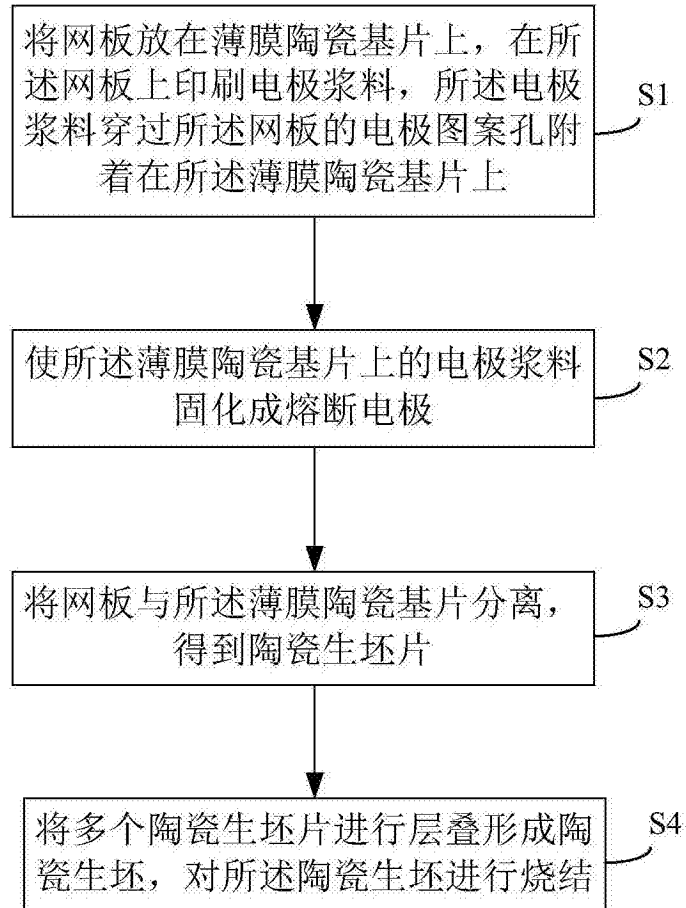 将网板放在薄膜陶瓷基片上，在所
述网板上印刷电极浆料，所述电极
浆料穿过所述网板的电极图案孔附
着在所述薄膜陶瓷基片上
S1
使所述薄膜陶瓷基片上的电极浆料
固化成熔断电极
S2
将网板与所述薄膜陶瓷基片分离，
得到陶瓷生坯片
S3
将多个陶瓷生坯片进行层叠形成陶
瓷生坯，对所述陶瓷生坯进行烧结
S4